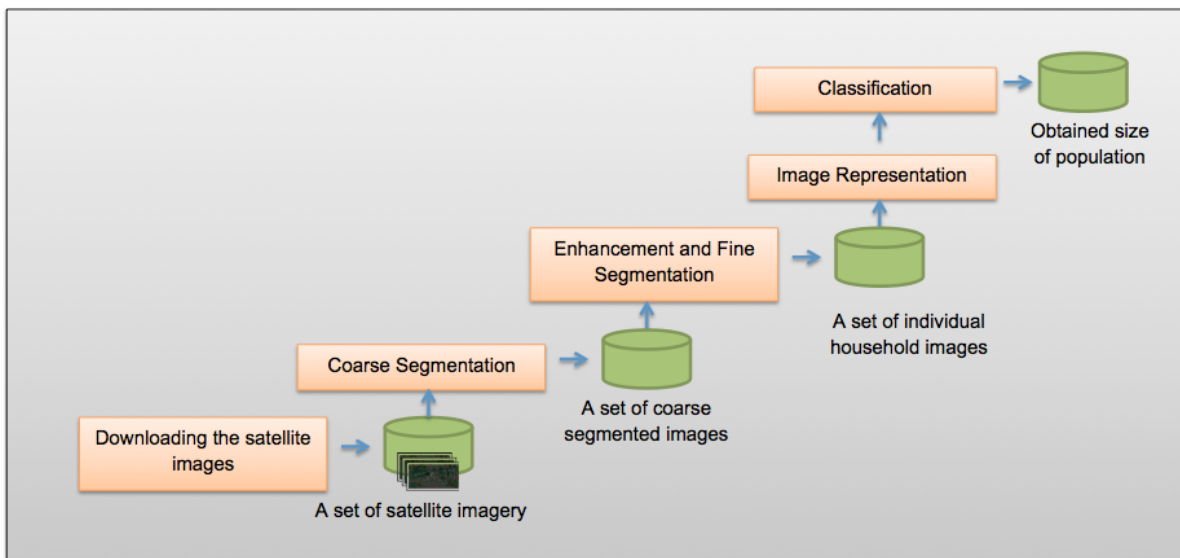 Classification
Obtained size
of population
Image Representation
Enhancement and Fine
Segmentation
A set of individual
household images
Coarse Segmentation
A set of coarse
segmented images
Downloading the satellite
images
A set of satellite imagery